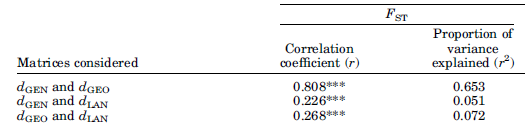 F_ST
Proportion of
Correlation variance
Matrices considered coefficient (r) explained (r²)
d_GEN and d_GEO 0.808*** 0.653
d_GEN and d_LAN 0.226*** 0.051
d_GEO and d_LAN 0.268*** 0.072